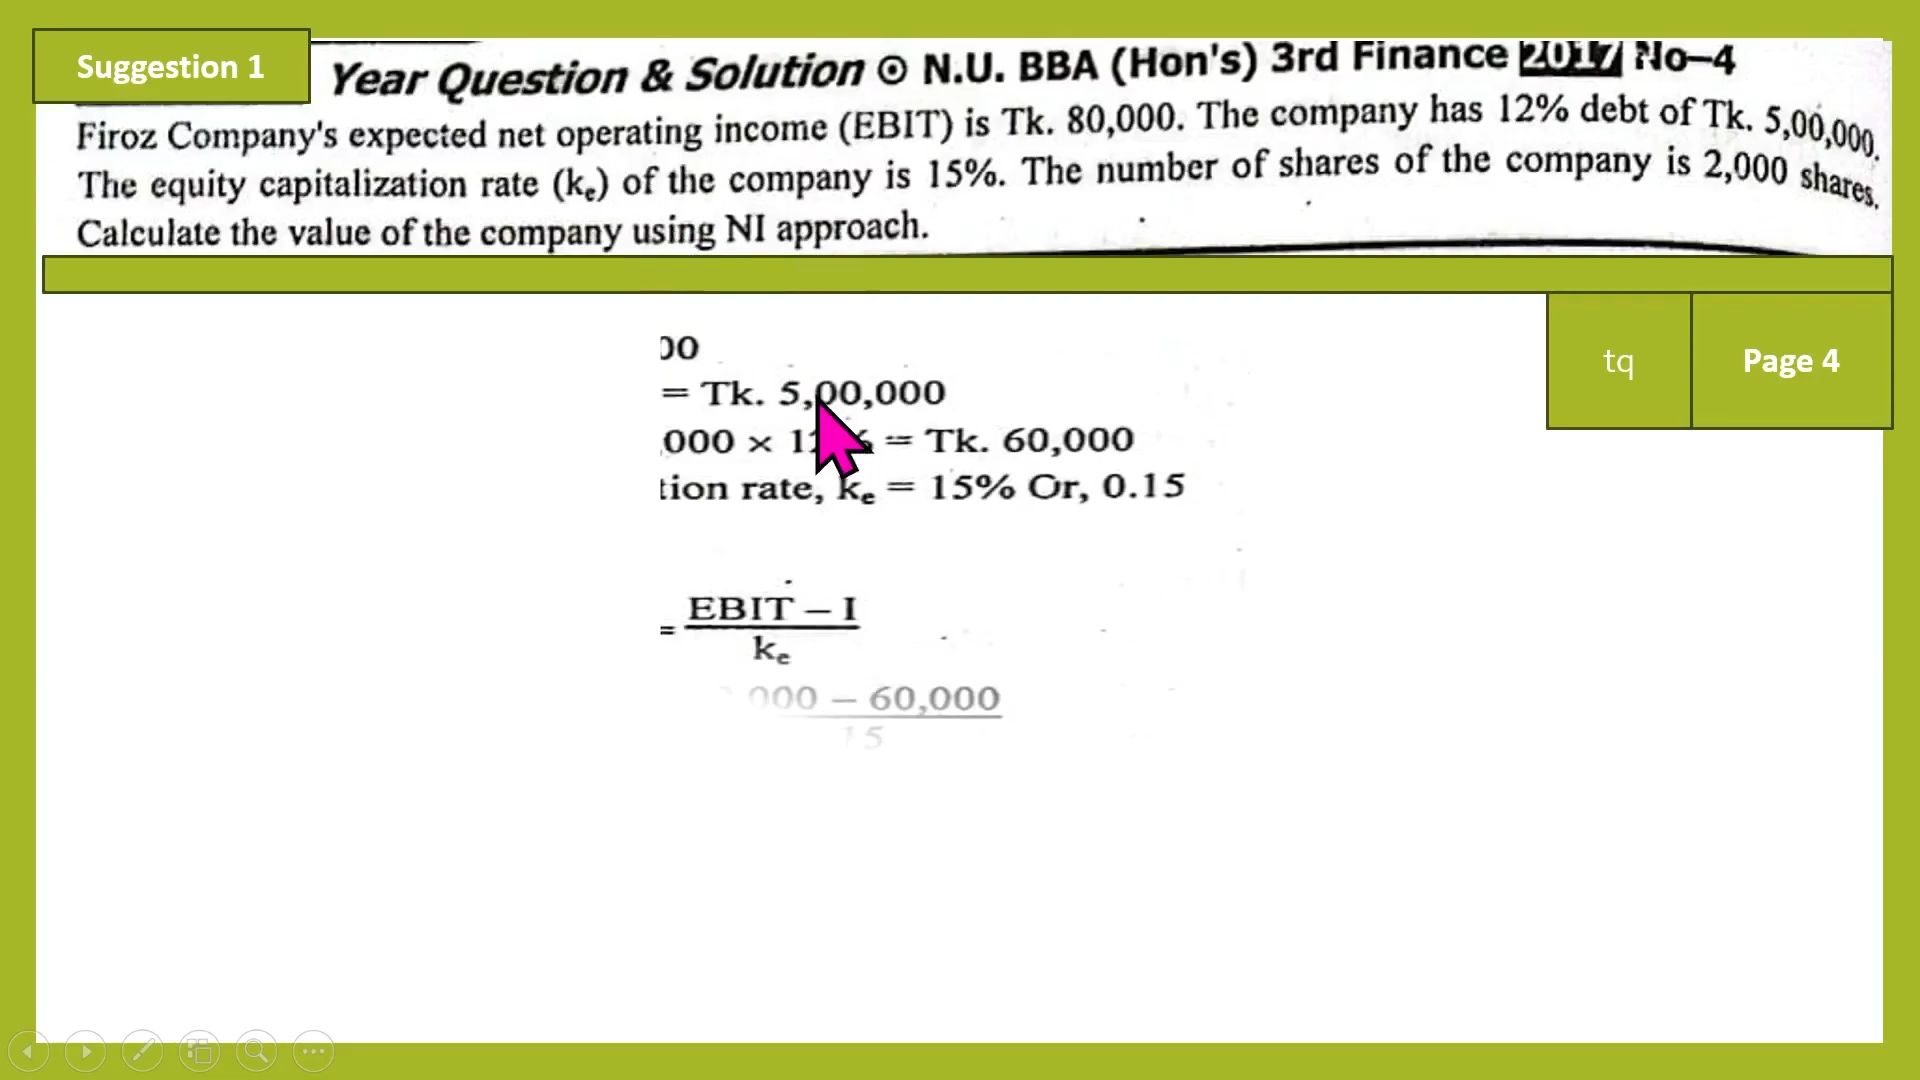 Suggestion 1
Year Question & Solution ⊙ N.U. BBA (Hon's) 3rd Finance 2017 No–4
Firoz Company's expected net operating income (EBIT) is Tk. 80,000. The company has 12% debt of Tk. 5,00,000.
The equity capitalization rate (ke) of the company is 15%. The number of shares of the company is 2,000 shares.
Calculate the value of the company using NI approach.
tq
Page 4
00
= Tk. 5,00,000
,000 × = Tk. 60,000
tion rate, ke = 15% Or, 0.15
= EBIT – I
ke
000 – 60,000
15